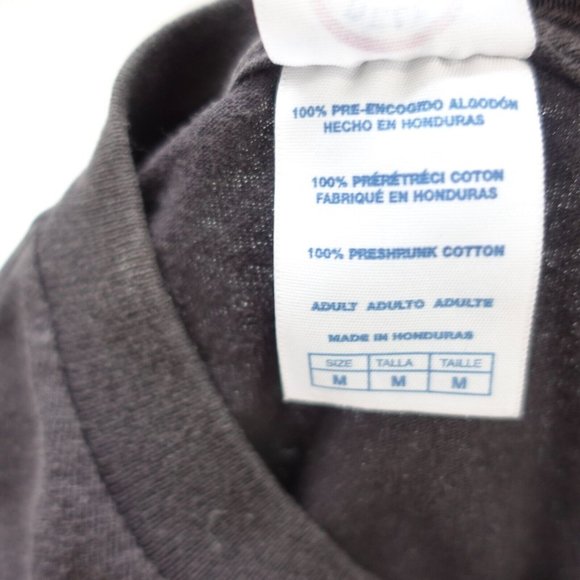 100% PRE-ENCOGIDO ALGODÓN
HECHO EN HONDURAS
100% PRÉRÉTRÉCI COTON
FABRIQUÉ EN HONDURAS
100% PRESHRUNK COTTON
ADULT ADULTO ADULTE
MADE IN HONDURAS
SIZE TALLA TAILLE
M M M